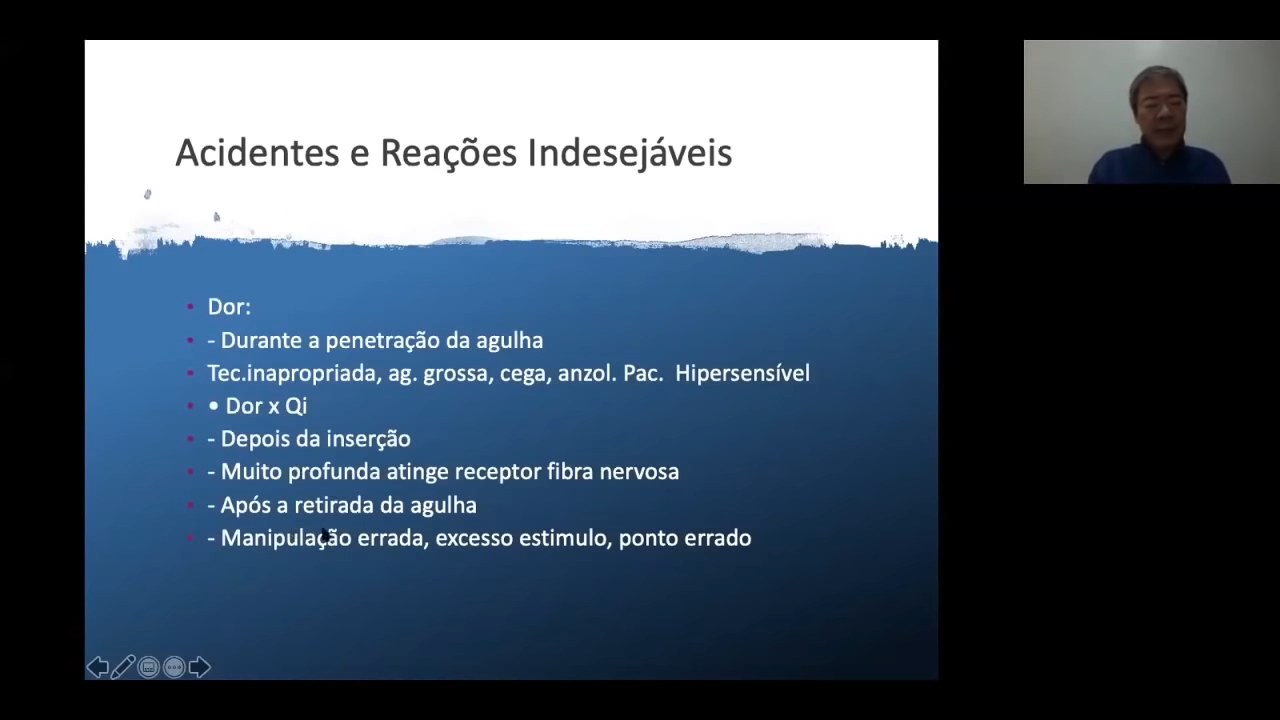 Acidentes e Reações Indesejáveis
• Dor:
• - Durante a penetração da agulha
• Tec.inapropriada, ag. grossa, cega, anzol. Pac. Hipersensível
• • Dor x Qi
• - Depois da inserção
• - Muito profunda atinge receptor fibra nervosa
• - Após a retirada da agulha
• - Manipulação errada, excesso estimulo, ponto errado